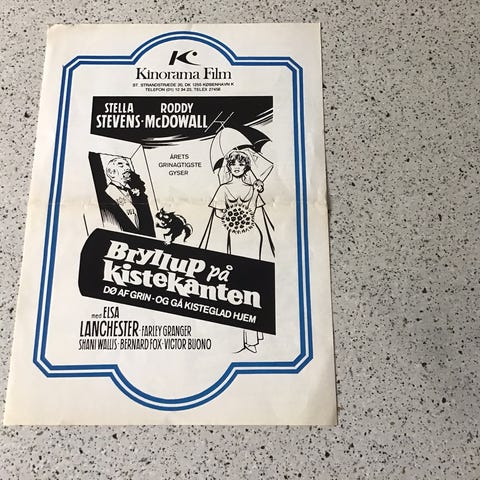 K
Kinorama Film
ST. STRANDSTRÆDE 20, DK 1255 KØBENHAVN K
TELEFON (01) 12 34 23, TELEX 27456
STELLA RODDY
STEVENS·McDOWALL
ÅRETS
GRINAGTIGSTE
GYSER
Bryllup på
kistekanten
DØ AF GRIN - OG GÅ KISTEGLAD HJEM
med ELSA
LANCHESTER·FARLEY GRANGER
SHANI WALLIS·BERNARD FOX·VICTOR BUONO